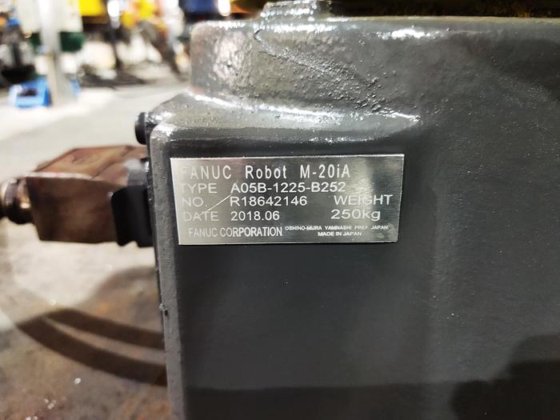 FANUC Robot M-20iA
TYPE A05B-1225-B252
NO. R18642146 WEIGHT
DATE 2018.06 250kg
FANUC CORPORATION OSHINO-MURA YAMANASHI PREF. JAPAN
MADE IN JAPAN